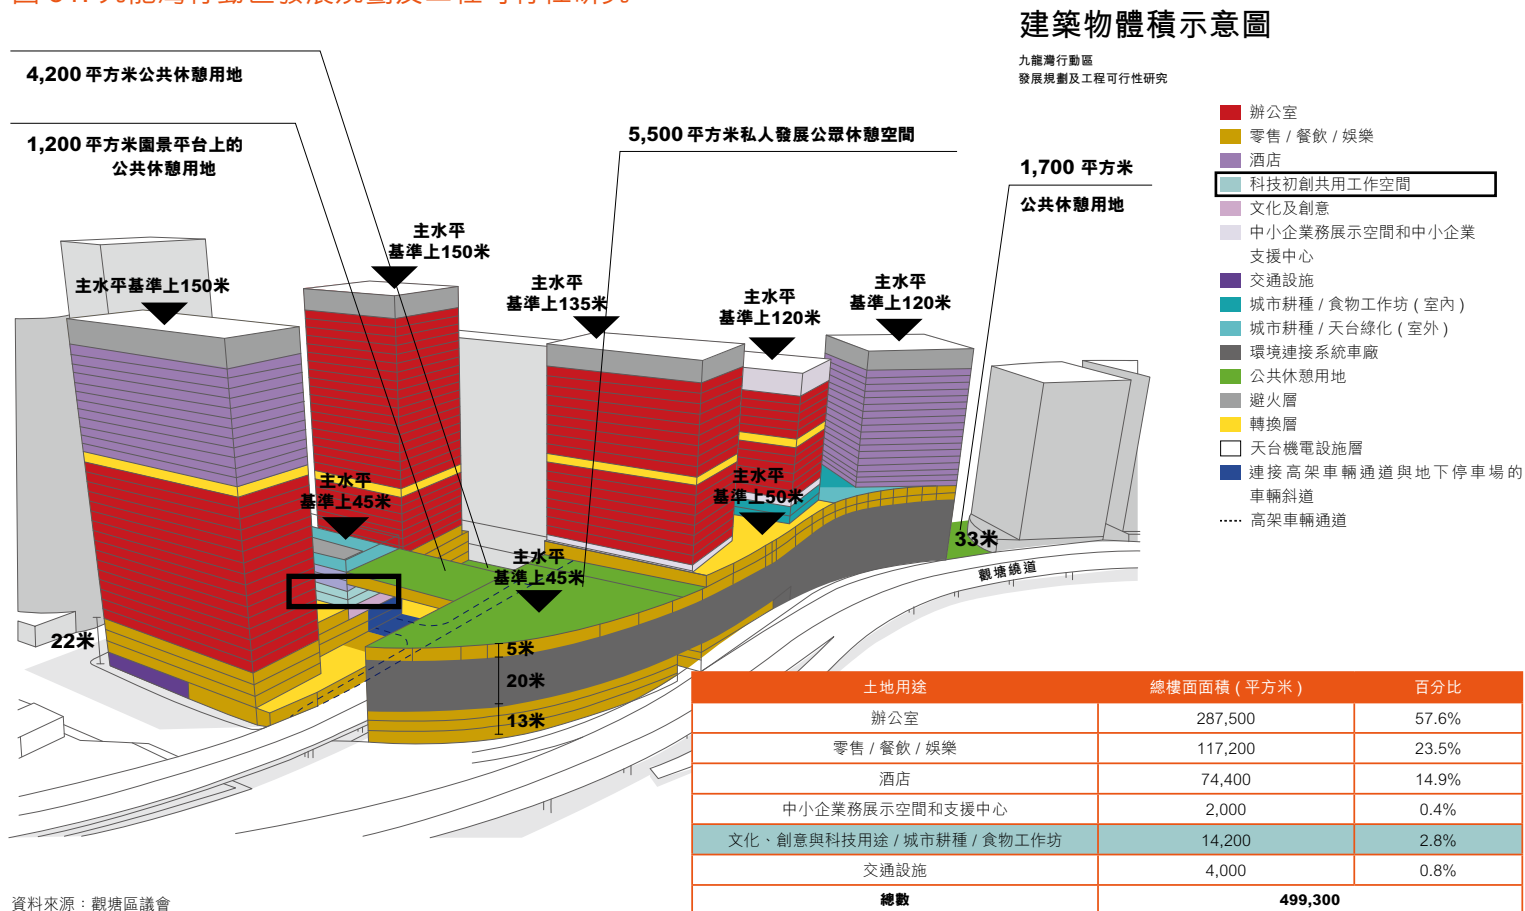 建築物體積示意圖
九龍灣行動區
發展規劃及工程可行性研究
4,200 平方米公共休憩用地
1,200 平方米園景平台上的
公共休憩用地
5,500 平方米私人發展公眾休憩空間
1,700 平方米
公共休憩用地
辦公室
零售 / 餐飲 / 娛樂
酒店
科技初創共用工作空間
文化及創意
中小企業務展示空間和中小企業
支援中心
交通設施
城市耕種 / 食物工作坊 ( 室內 )
城市耕種 / 天台綠化 ( 室外 )
環境連接系統車廠
公共休憩用地
避火層
轉換層
天台機電設施層
連接高架車輛通道與地下停車場的
車輛斜道
高架車輛通道
主水平基準上150米
主水平
基準上150米
主水平
基準上135米
主水平
基準上120米
主水平
基準上120米
主水平
基準上45米
主水平
基準上50米
主水平
基準上45米
33米
觀塘繞道
22米
5米
20米
13米
土地用途 總樓面面積 ( 平方米 ) 百分比
辦公室 287,500 57.6%
零售 / 餐飲 / 娛樂 117,200 23.5%
酒店 74,400 14.9%
中小企業務展示空間和支援中心 2,000 0.4%
文化、創意與科技用途 / 城市耕種 / 食物工作坊 14,200 2.8%
交通設施 4,000 0.8%
總數 499,300
資料來源：觀塘區議會